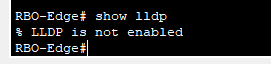 RBO-Edge# show lldp
% LLDP is not enabled
RBO-Edge#